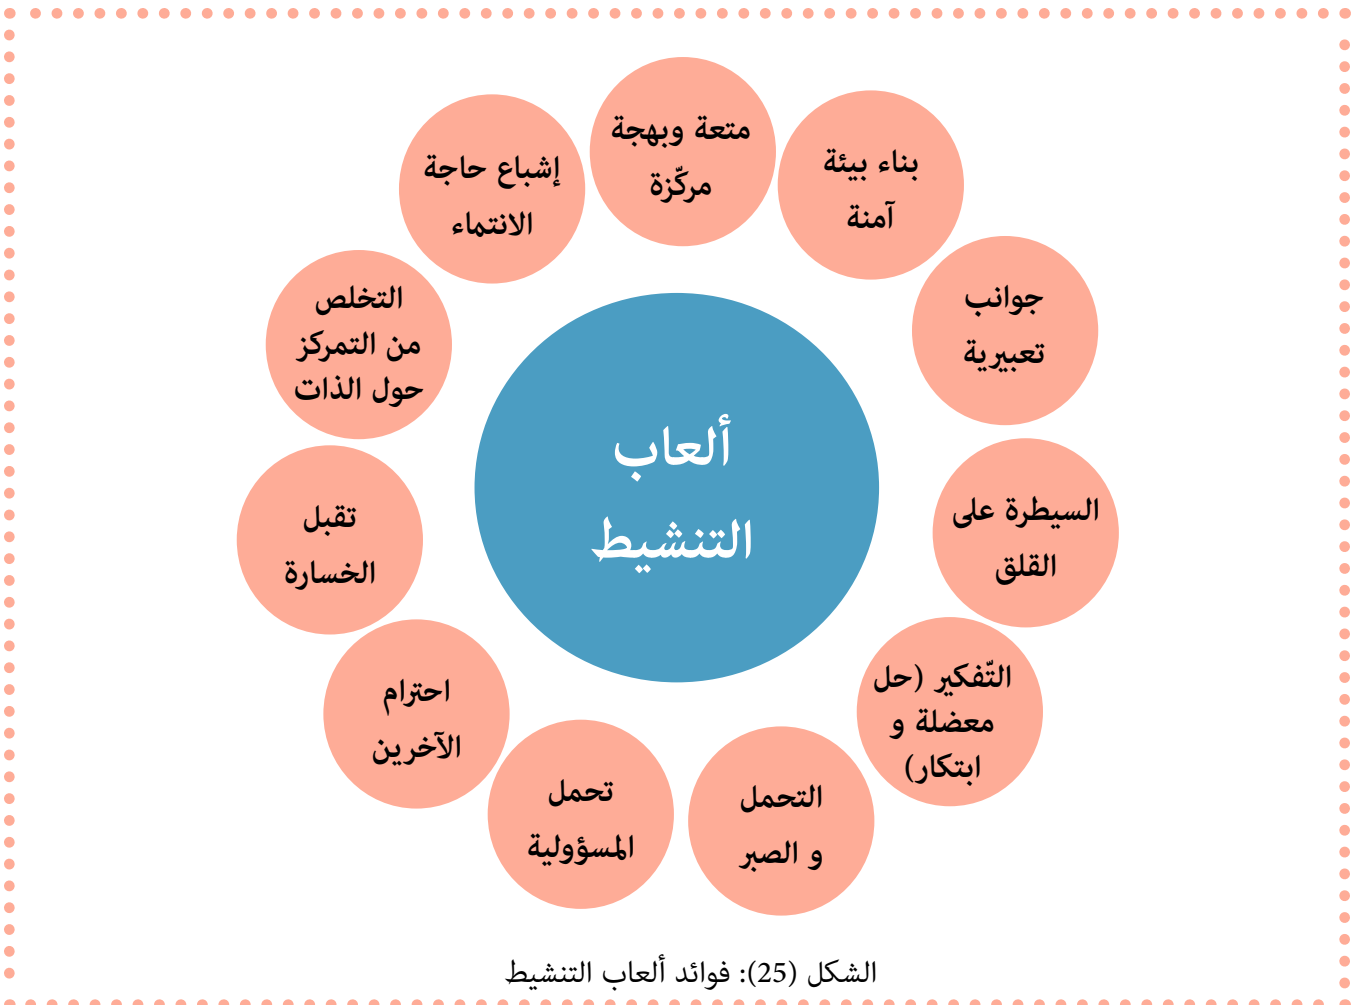 متعة وبهجة
مركّزة
بناء بيئة
آمنة
جوانب
تعبيرية
السيطرة على
القلق
التّفكير (حل
معضلة و
ابتكار)
التحمل
و الصبر
تحمل
المسؤولية
احترام
الآخرين
تقبل
الخسارة
التخلص
من التمركز
حول الذات
إشباع حاجة
الانتماء
ألعاب
التنشيط
الشكل (25): فوائد ألعاب التنشيط